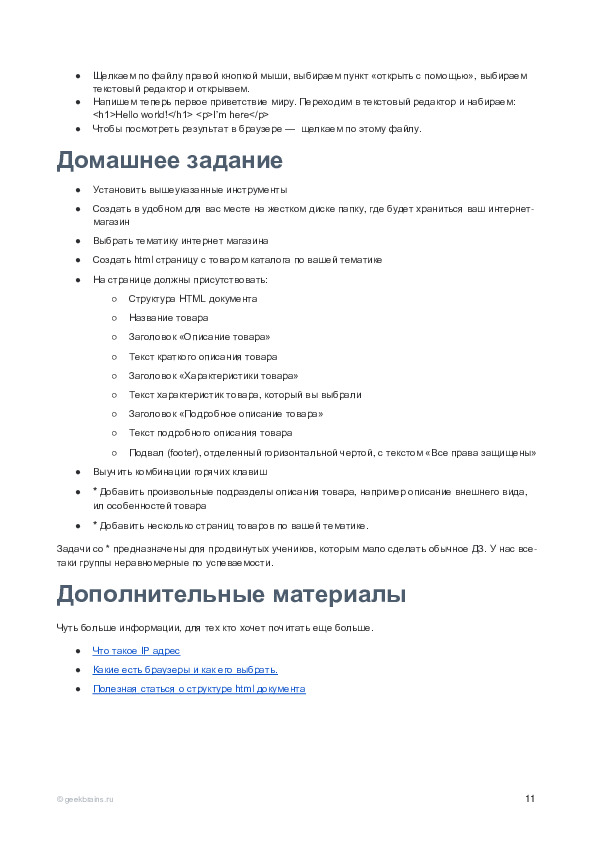 ● Щелкаем по файлу правой кнопкой мыши, выбираем пункт «открыть с помощью», выбираем
текстовый редактор и открываем.
● Напишем теперь первое приветствие миру. Переходим в текстовый редактор и набираем:
<h1>Hello world!</h1> <p>I'm here</p>
● Чтобы посмотреть результат в браузере — щелкаем по этому файлу.
Домашнее задание
● Установить вышеуказанные инструменты
● Создать в удобном для вас месте на жестком диске папку, где будет храниться ваш интернет-
магазин
● Выбрать тематику интернет магазина
● Создать html страницу с товаром каталога по вашей тематике
● На странице должны присутствовать:
○ Структура HTML документа
○ Название товара
○ Заголовок «Описание товара»
○ Текст краткого описания товара
○ Заголовок «Характеристики товара»
○ Текст характеристик товара, который вы выбрали
○ Заголовок «Подробное описание товара»
○ Текст подробного описания товара
○ Подвал (footer), отделенный горизонтальной чертой, с текстом «Все права защищены»
● Выучить комбинации горячих клавиш
● * Добавить произвольные подразделы описания товара, например описание внешнего вида,
ил особенностей товара
● * Добавить несколько страниц товаров по вашей тематике.
Задачи со * предназначены для продвинутых учеников, которым мало сделать обычное ДЗ. У нас все-
таки группы неравномерные по успеваемости.
Дополнительные материалы
Чуть больше информации, для тех кто хочет почитать еще больше.
● Что такое IP адрес
● Какие есть браузеры и как его выбрать.
● Полезная статься о структуре html документа
© geekbrains.ru 11